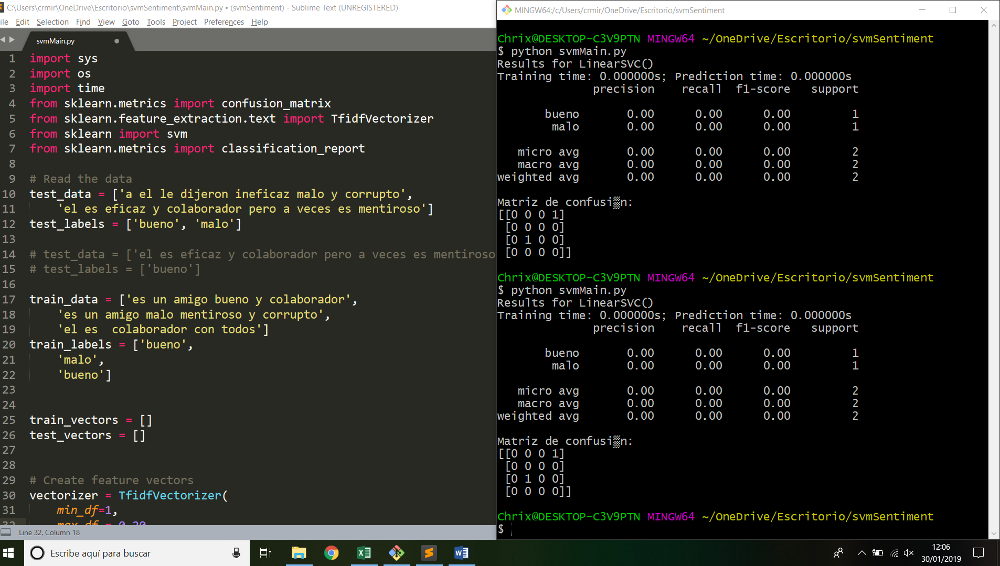 C:\Users\crmir\OneDrive\Escritorio\svmSentiment\svmMain.py • (svmSentiment) - Sublime Text (UNREGISTERED)
ile Edit Selection Find View Goto Tools Project Preferences Help
svmMain.py
1 import sys
2 import os
3 import time
4 from sklearn.metrics import confusion_matrix
5 from sklearn.feature_extraction.text import TfidfVectorizer
6 from sklearn import svm
7 from sklearn.metrics import classification_report
8
9 # Read the data
10 test_data = ['a el le dijeron ineficaz malo y corrupto',
11 'el es eficaz y colaborador pero a veces es mentiroso']
12 test_labels = ['bueno', 'malo']
13
14 # test_data = ['el es eficaz y colaborador pero a veces es mentiroso
15 # test_labels = ['bueno']
16
17 train_data = ['es un amigo bueno y colaborador',
18 'es un amigo malo mentiroso y corrupto',
19 'el es  colaborador con todos']
20 train_labels = ['bueno',
21 'malo',
22 'bueno']
23
24
25 train_vectors = []
26 test_vectors = []
27
28
29 # Create feature vectors
30 vectorizer = TfidfVectorizer(
31 min_df=1,
32 max_df = 0.20
Line 32, Column 18
MINGW64:/c/Users/crmir/OneDrive/Escritorio/svmSentiment
Chrix@DESKTOP-C3V9PTN MINGW64 ~/OneDrive/Escritorio/svmSentiment
$ python svmMain.py
Results for LinearSVC()
Training time: 0.000000s; Prediction time: 0.000000s
precision recall f1-score support
bueno 0.00 0.00 0.00 1
malo 0.00 0.00 0.00 1
micro avg 0.00 0.00 0.00 2
macro avg 0.00 0.00 0.00 2
weighted avg 0.00 0.00 0.00 2
Matriz de confusi▒n:
[[0 0 0 1]
[0 0 0 0]
[0 1 0 0]
[0 0 0 0]]
Chrix@DESKTOP-C3V9PTN MINGW64 ~/OneDrive/Escritorio/svmSentiment
$ python svmMain.py
Results for LinearSVC()
Training time: 0.000000s; Prediction time: 0.000000s
precision recall f1-score support
bueno 0.00 0.00 0.00 1
malo 0.00 0.00 0.00 1
micro avg 0.00 0.00 0.00 2
macro avg 0.00 0.00 0.00 2
weighted avg 0.00 0.00 0.00 2
Matriz de confusi▒n:
[[0 0 0 1]
[0 0 0 0]
[0 1 0 0]
[0 0 0 0]]
Chrix@DESKTOP-C3V9PTN MINGW64 ~/OneDrive/Escritorio/svmSentiment
$
Escribe aquí para buscar
12:06
30/01/2019